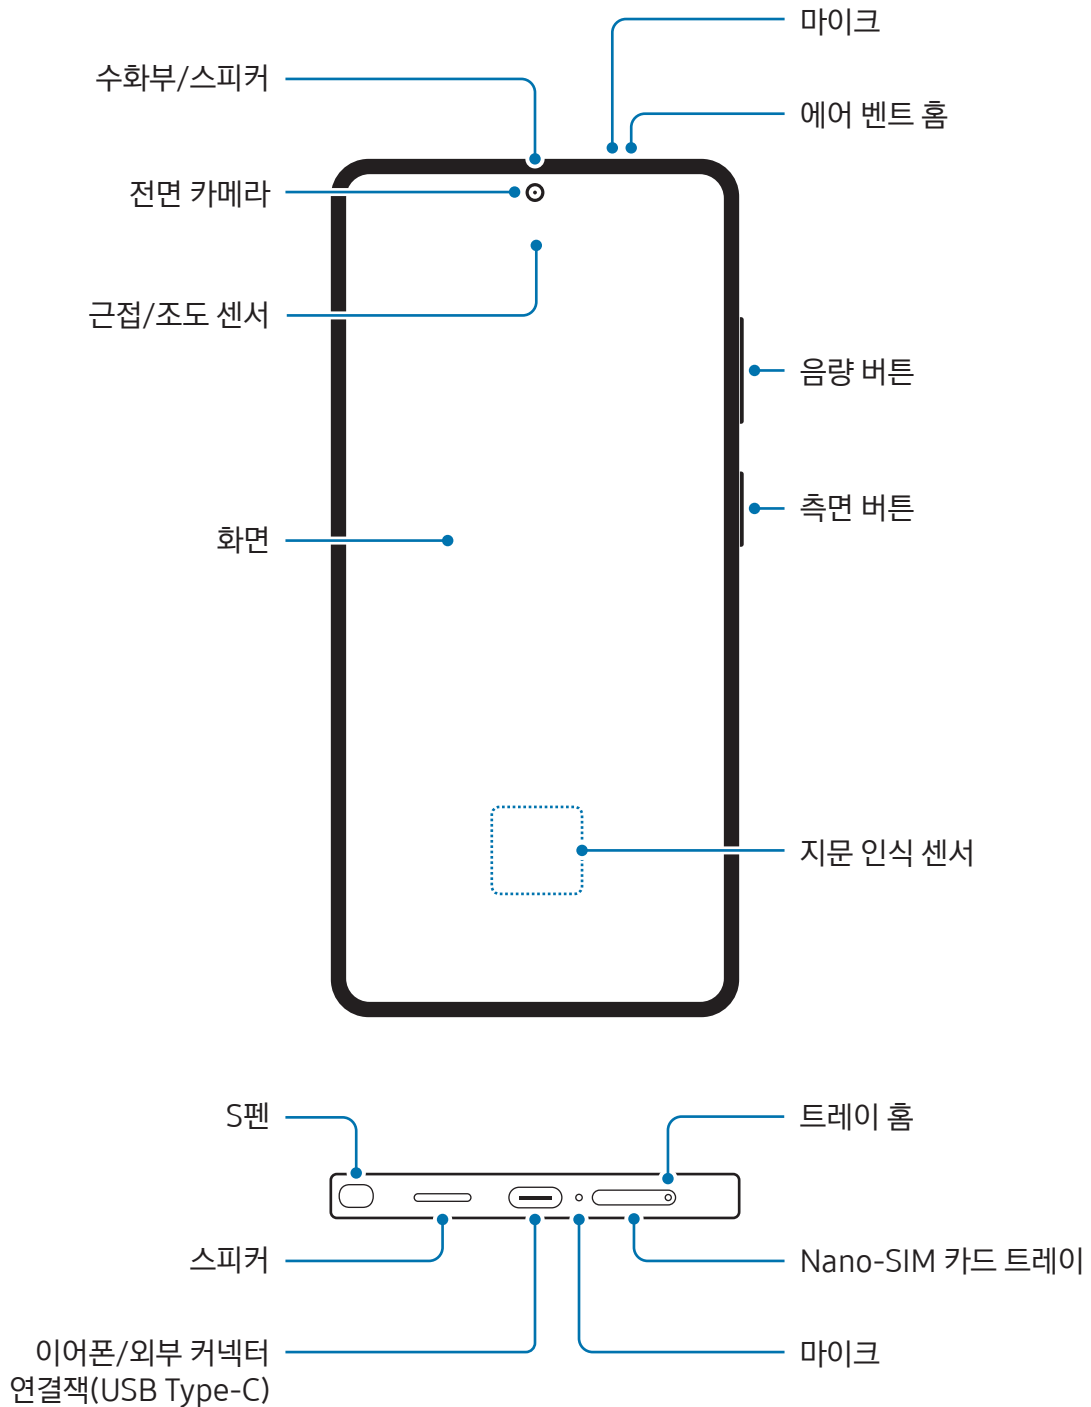 마이크
수화부/스피커
에어 벤트 홈
전면 카메라
근접/조도 센서
음량 버튼
측면 버튼
화면
지문 인식 센서
S펜
트레이 홈
스피커
Nano-SIM 카드 트레이
이어폰/외부 커넥터
연결잭(USB Type-C)
마이크